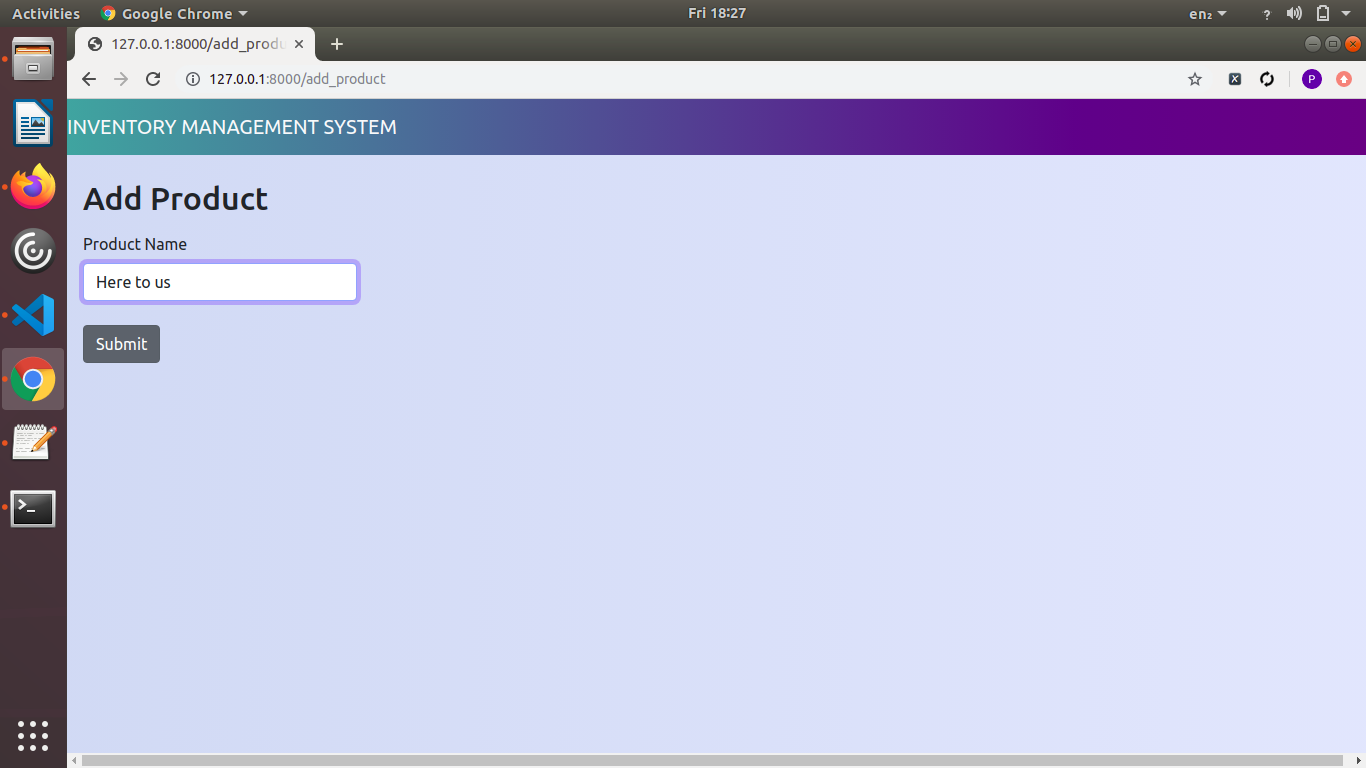 Activities
Google Chrome
Fri 18:27
en₂
?
127.0.0.1:8000/add_produ
127.0.0.1:8000/add_product
P
INVENTORY MANAGEMENT SYSTEM
Add Product
Product Name
Here to us
Submit